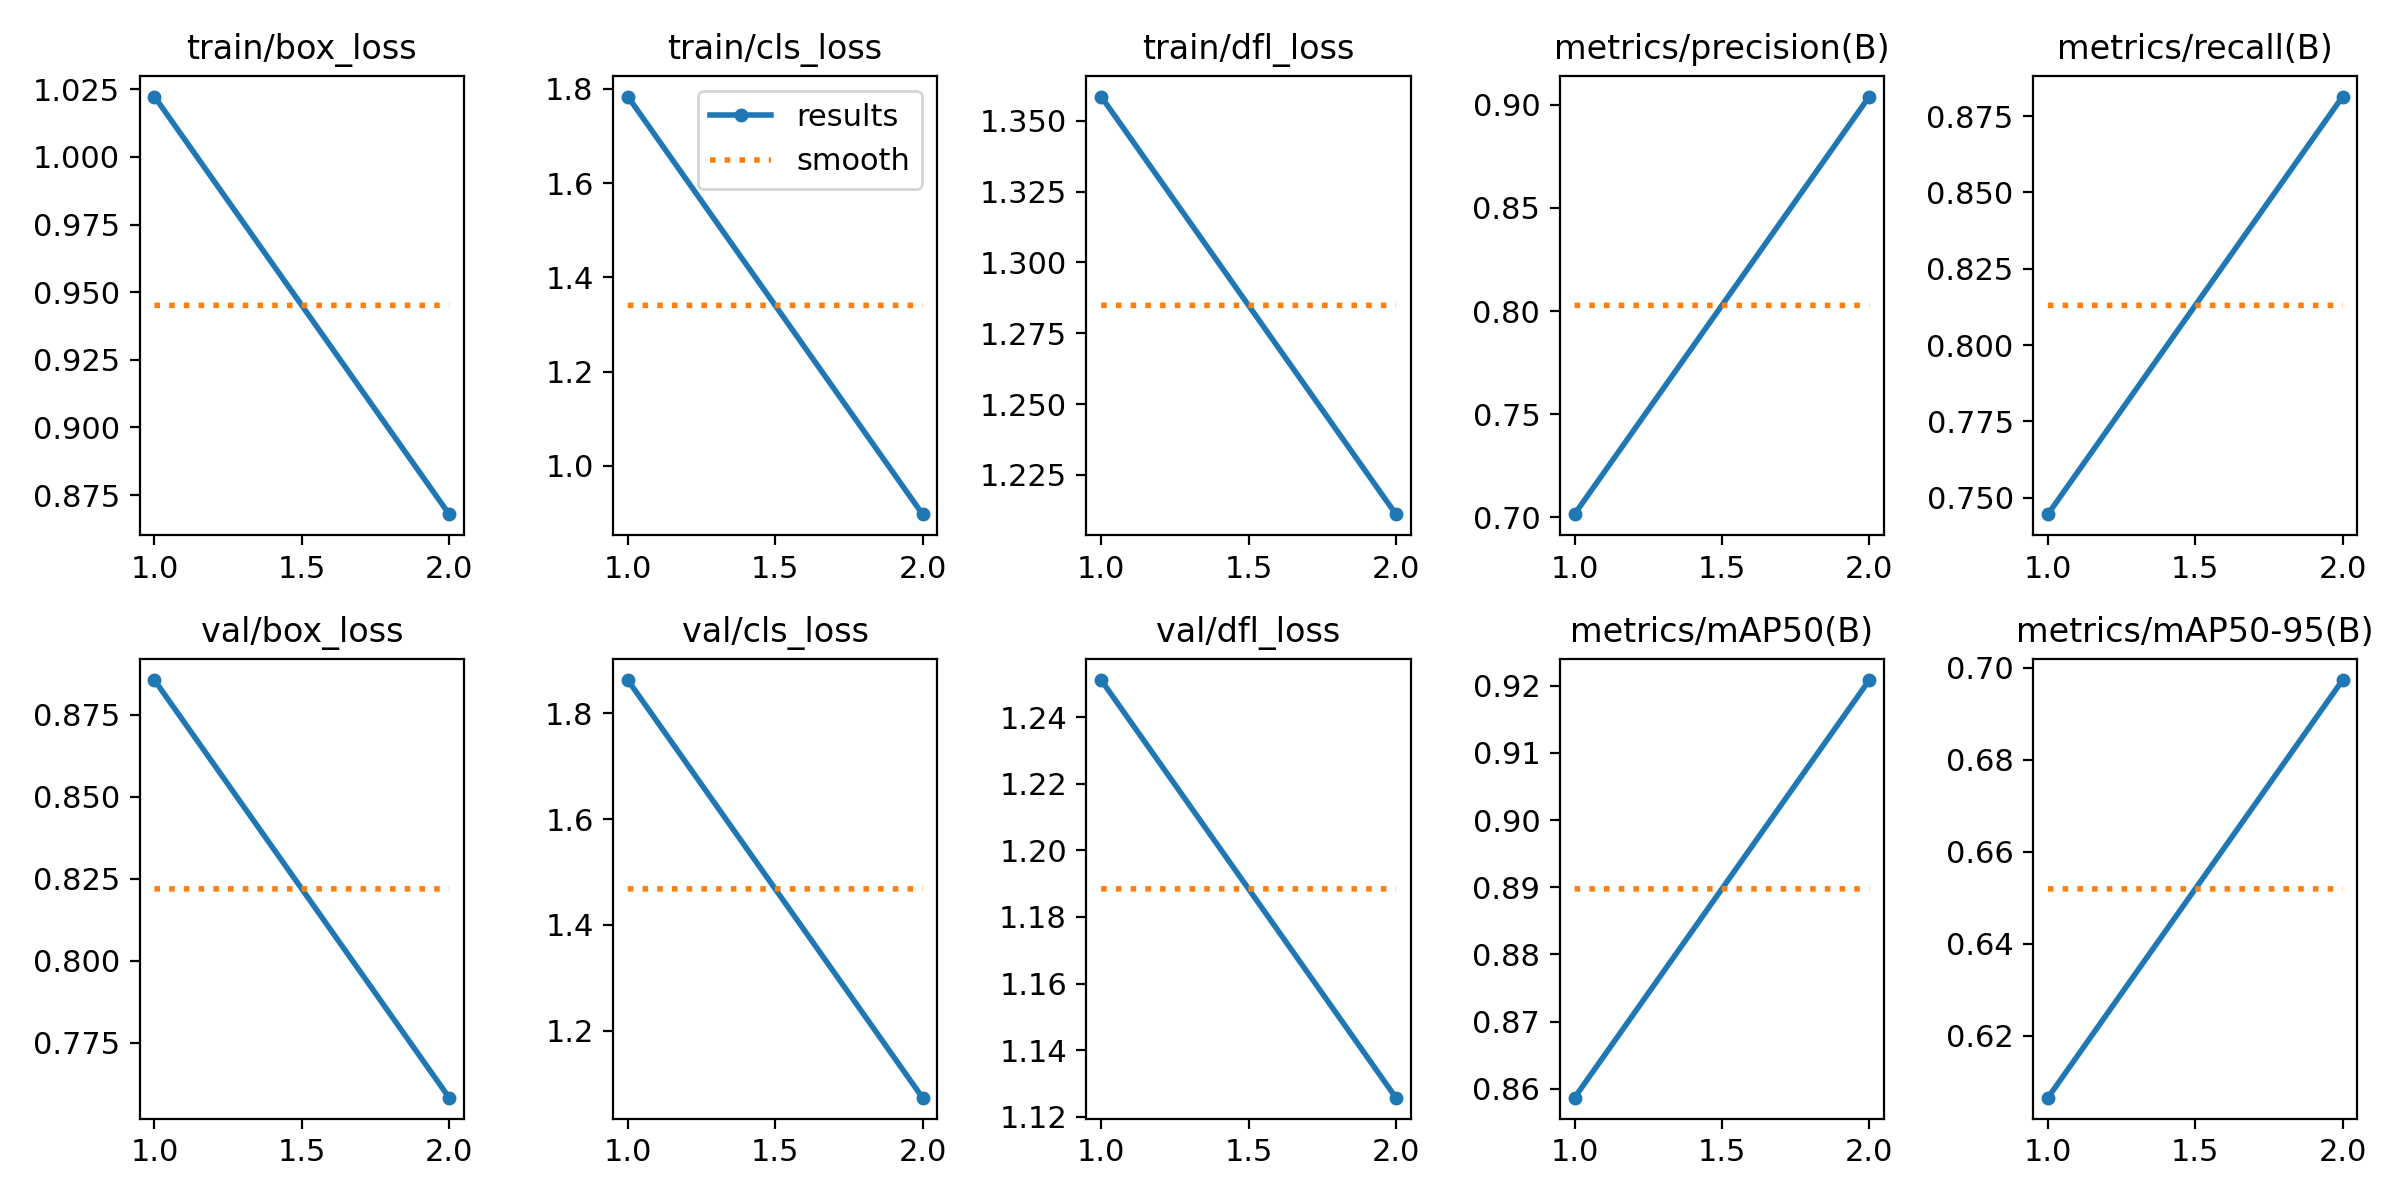 train/box_loss
1.025
1.000
0.975
0.950
0.925
0.900
0.875
1.0 1.5 2.0
train/cls_loss
1.8
1.6
1.4
1.2
1.0
results
smooth
1.0 1.5 2.0
train/dfl_loss
1.350
1.325
1.300
1.275
1.250
1.225
1.0 1.5 2.0
metrics/precision(B)
0.90
0.85
0.80
0.75
0.70
1.0 1.5 2.0
metrics/recall(B)
0.875
0.850
0.825
0.800
0.775
0.750
1.0 1.5 2.0
val/box_loss
0.875
0.850
0.825
0.800
0.775
1.0 1.5 2.0
val/cls_loss
1.8
1.6
1.4
1.2
1.0 1.5 2.0
val/dfl_loss
1.24
1.22
1.20
1.18
1.16
1.14
1.12
1.0 1.5 2.0
metrics/mAP50(B)
0.92
0.91
0.90
0.89
0.88
0.87
0.86
1.0 1.5 2.0
metrics/mAP50-95(B)
0.70
0.68
0.66
0.64
0.62
1.0 1.5 2.0